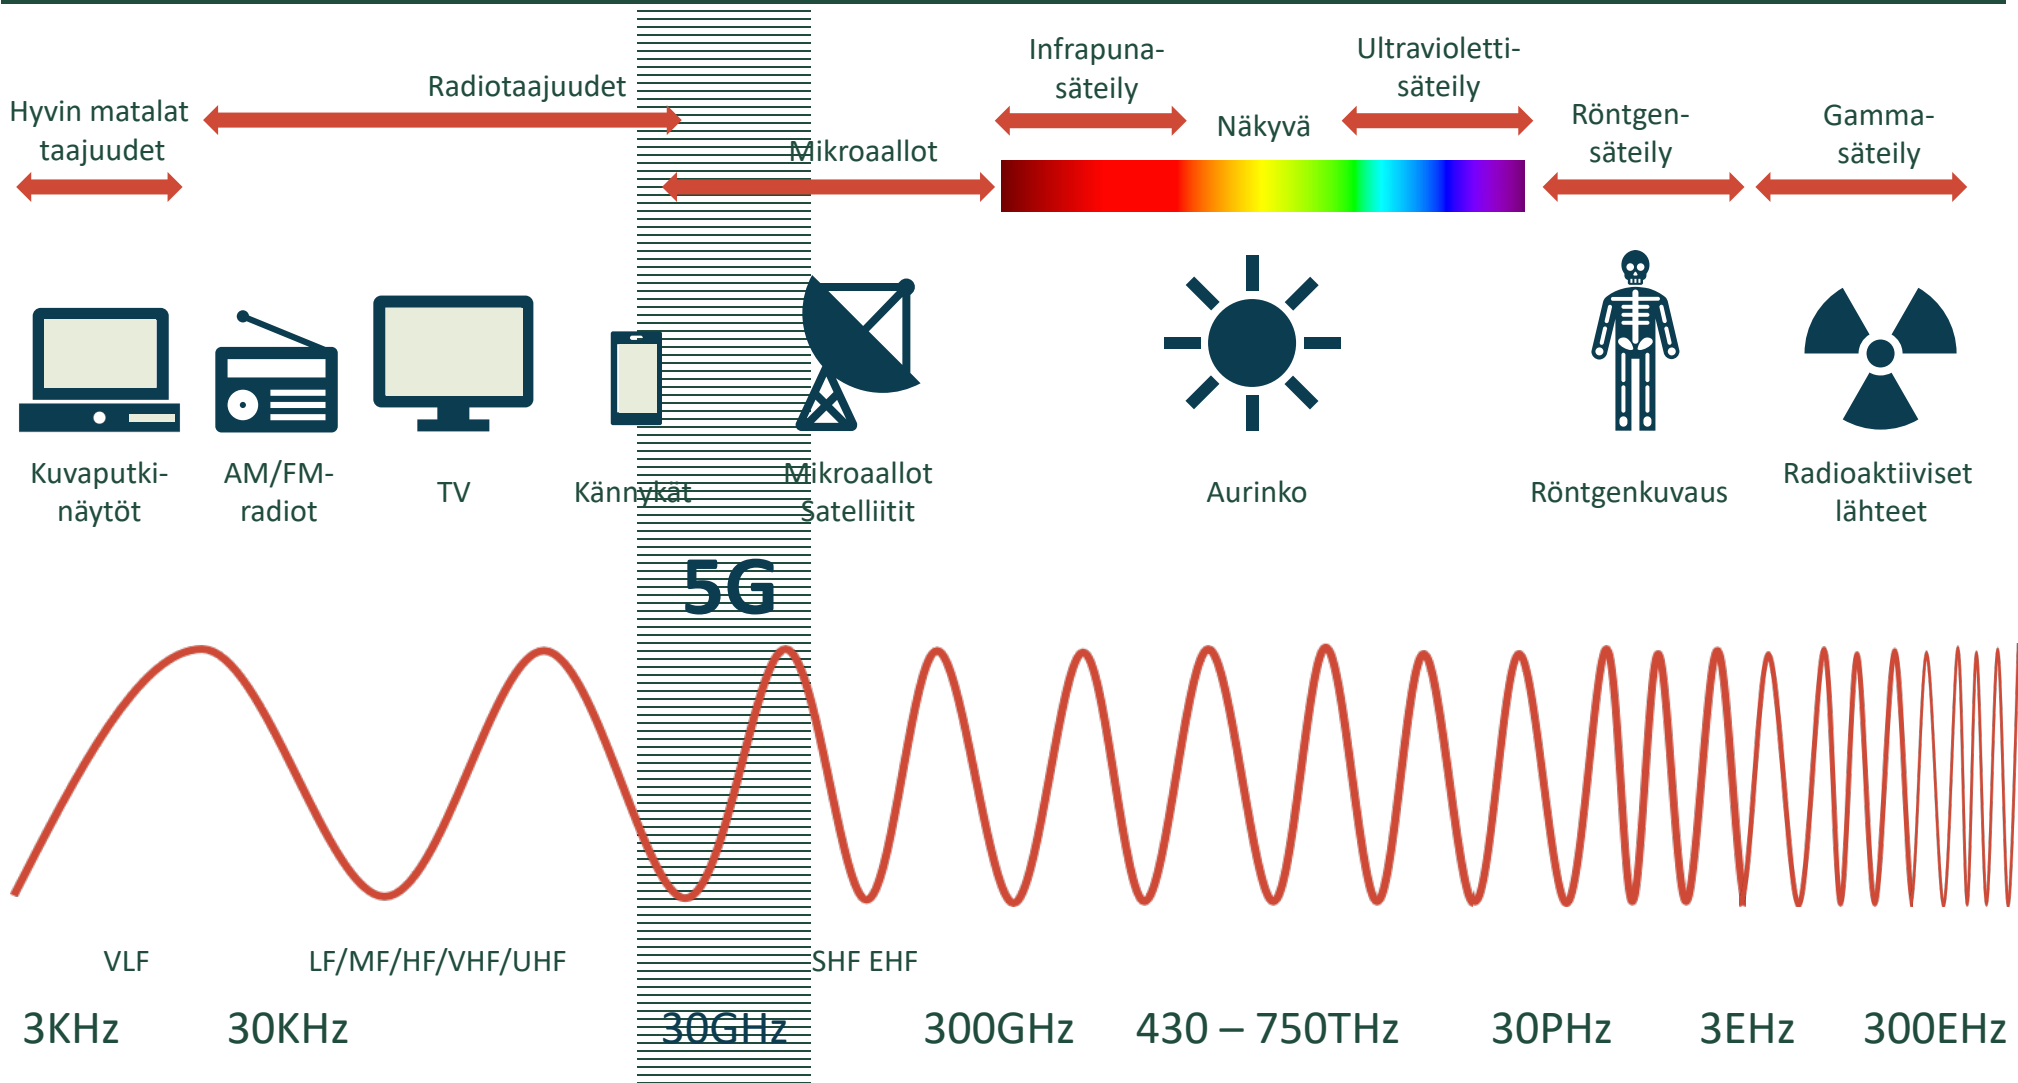 Hyvin matalat
taajuudet
Radiotaajuudet
Mikroaallot
Infrapuna-
säteily
Näkyvä
Ultravioletti-
säteily
Röntgen-
säteily
Gamma-
säteily
Kuvaputki-
näytöt
AM/FM-
radiot
TV
Kännykät
Mikroaallot
Satelliitit
Aurinko
Röntgenkuvaus
Radioaktiiviset
lähteet
5G
VLF
LF/MF/HF/VHF/UHF
SHF EHF
3KHz
30KHz
30GHz
300GHz
430 – 750THz
30PHz
3EHz
300EHz